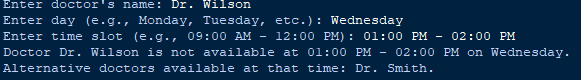 Enter doctor's name: Dr. Wilson
Enter day (e.g., Monday, Tuesday, etc.): Wednesday
Enter time slot (e.g., 09:00 AM - 12:00 PM): 01:00 PM - 02:00 PM
Doctor Dr. Wilson is not available at 01:00 PM - 02:00 PM on Wednesday.
Alternative doctors available at that time: Dr. Smith.